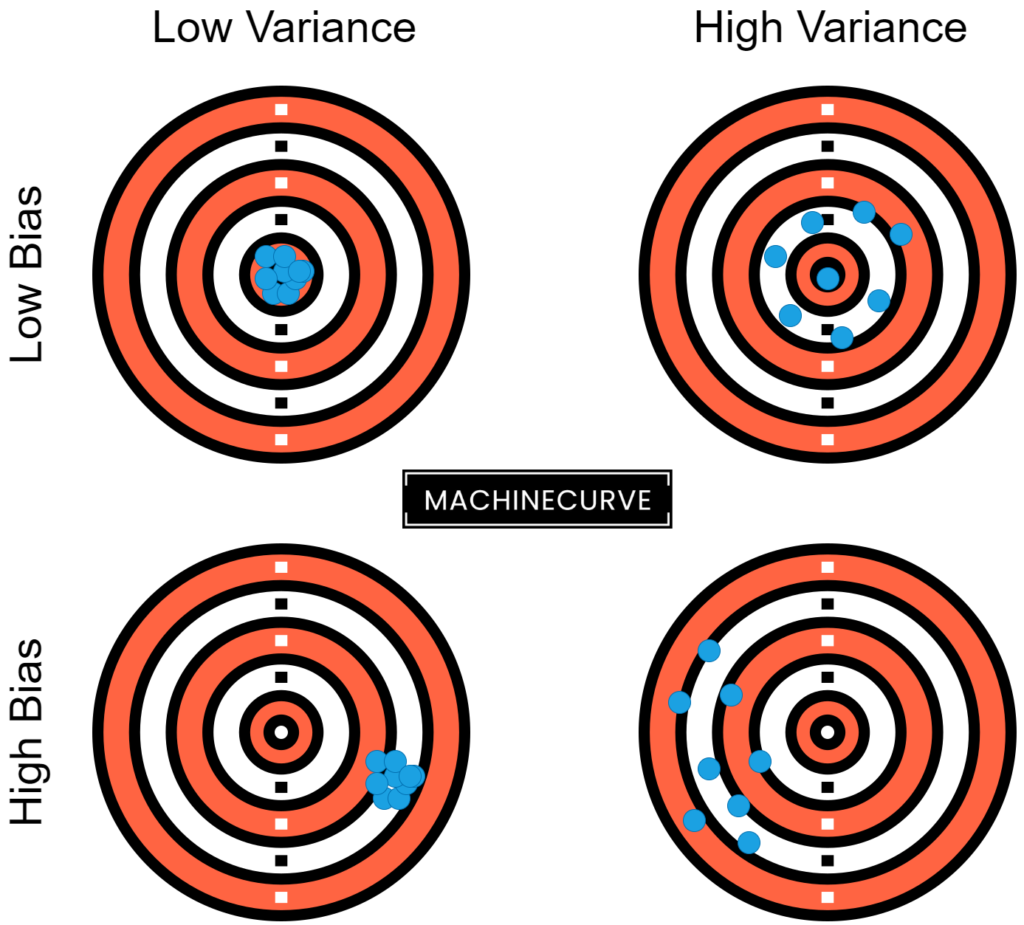 Low Variance
High Variance
Low Bias
MACHINECURVE
High Bias